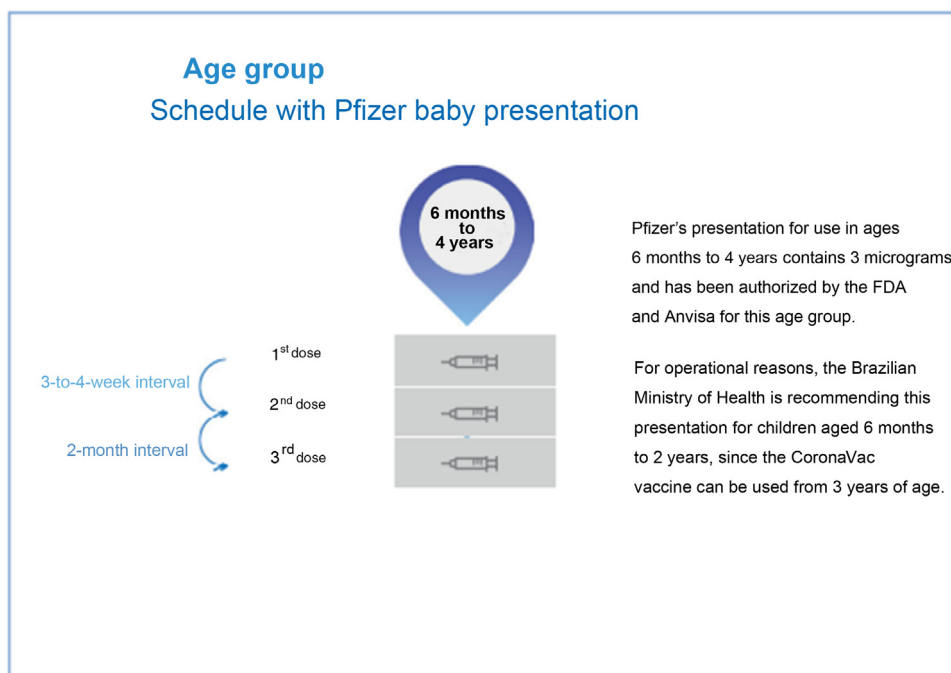 Age group
Schedule with Pfizer baby presentation
6 months
to
4 years
Pfizer’s presentation for use in ages
6 months to 4 years contains 3 micrograms
and has been authorized by the FDA
and Anvisa for this age group.
1st dose
3-to-4-week interval
2nd dose
2-month interval
3rd dose
For operational reasons, the Brazilian
Ministry of Health is recommending this
presentation for children aged 6 months
to 2 years, since the CoronaVac
vaccine can be used from 3 years of age.